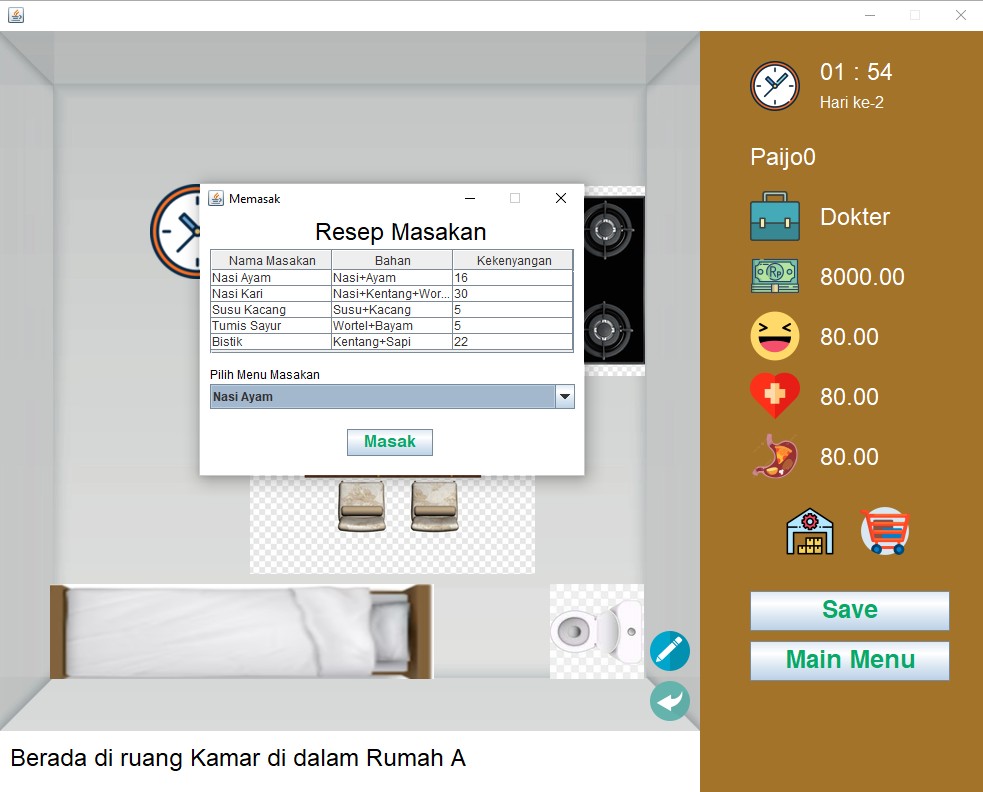 01 : 54
Hari ke-2
Paijo0
Dokter
8000.00
80.00
80.00
80.00
Save
Main Menu
Memasak
Resep Masakan
Nama Masakan Bahan Kekenyangan
Nasi Ayam Nasi+Ayam 16
Nasi Kari Nasi+Kentang+Wor... 30
Susu Kacang Susu+Kacang 5
Tumis Sayur Wortel+Bayam 5
Bistik Kentang+Sapi 22
Pilih Menu Masakan
Nasi Ayam
Masak
Berada di ruang Kamar di dalam Rumah A